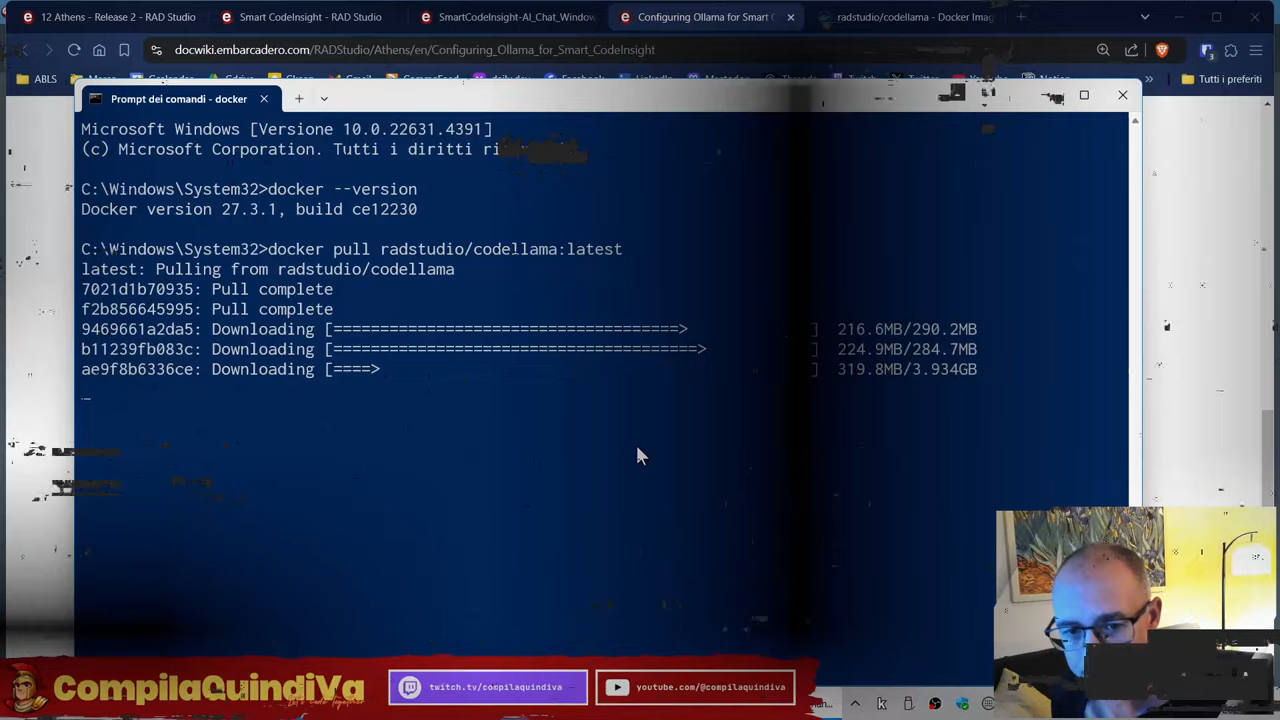 12 Athens - Release 2 - RAD Studio
Smart CodeInsight - RAD Studio
SmartCodeInsight-AI_Chat_Window
Configuring Ollama for Smart C
radstudio/codellama - Docker Imag
docwiki.embarcadero.com/RADStudio/Athens/en/Configuring_Ollama_for_Smart_CodeInsight
ABLS
Tutti i preferiti
Prompt dei comandi - docker
Microsoft Windows [Versione 10.0.22631.4391]
(c) Microsoft Corporation. Tutti i diritti ri
C:\Windows\System32>docker --version
Docker version 27.3.1, build ce12230
C:\Windows\System32>docker pull radstudio/codellama:latest
latest: Pulling from radstudio/codellama
7021d1b70935: Pull complete
f2b856645995: Pull complete
9469661a2da5: Downloading [=====================================> ] 216.6MB/290.2MB
b11239fb083c: Downloading [=======================================> ] 224.9MB/284.7MB
ae9f8b6336ce: Downloading [====> ] 319.8MB/3.934GB
CompilaQuindiVa
twitch.tv/compilaquindiva
youtube.com/@compilaquindiva